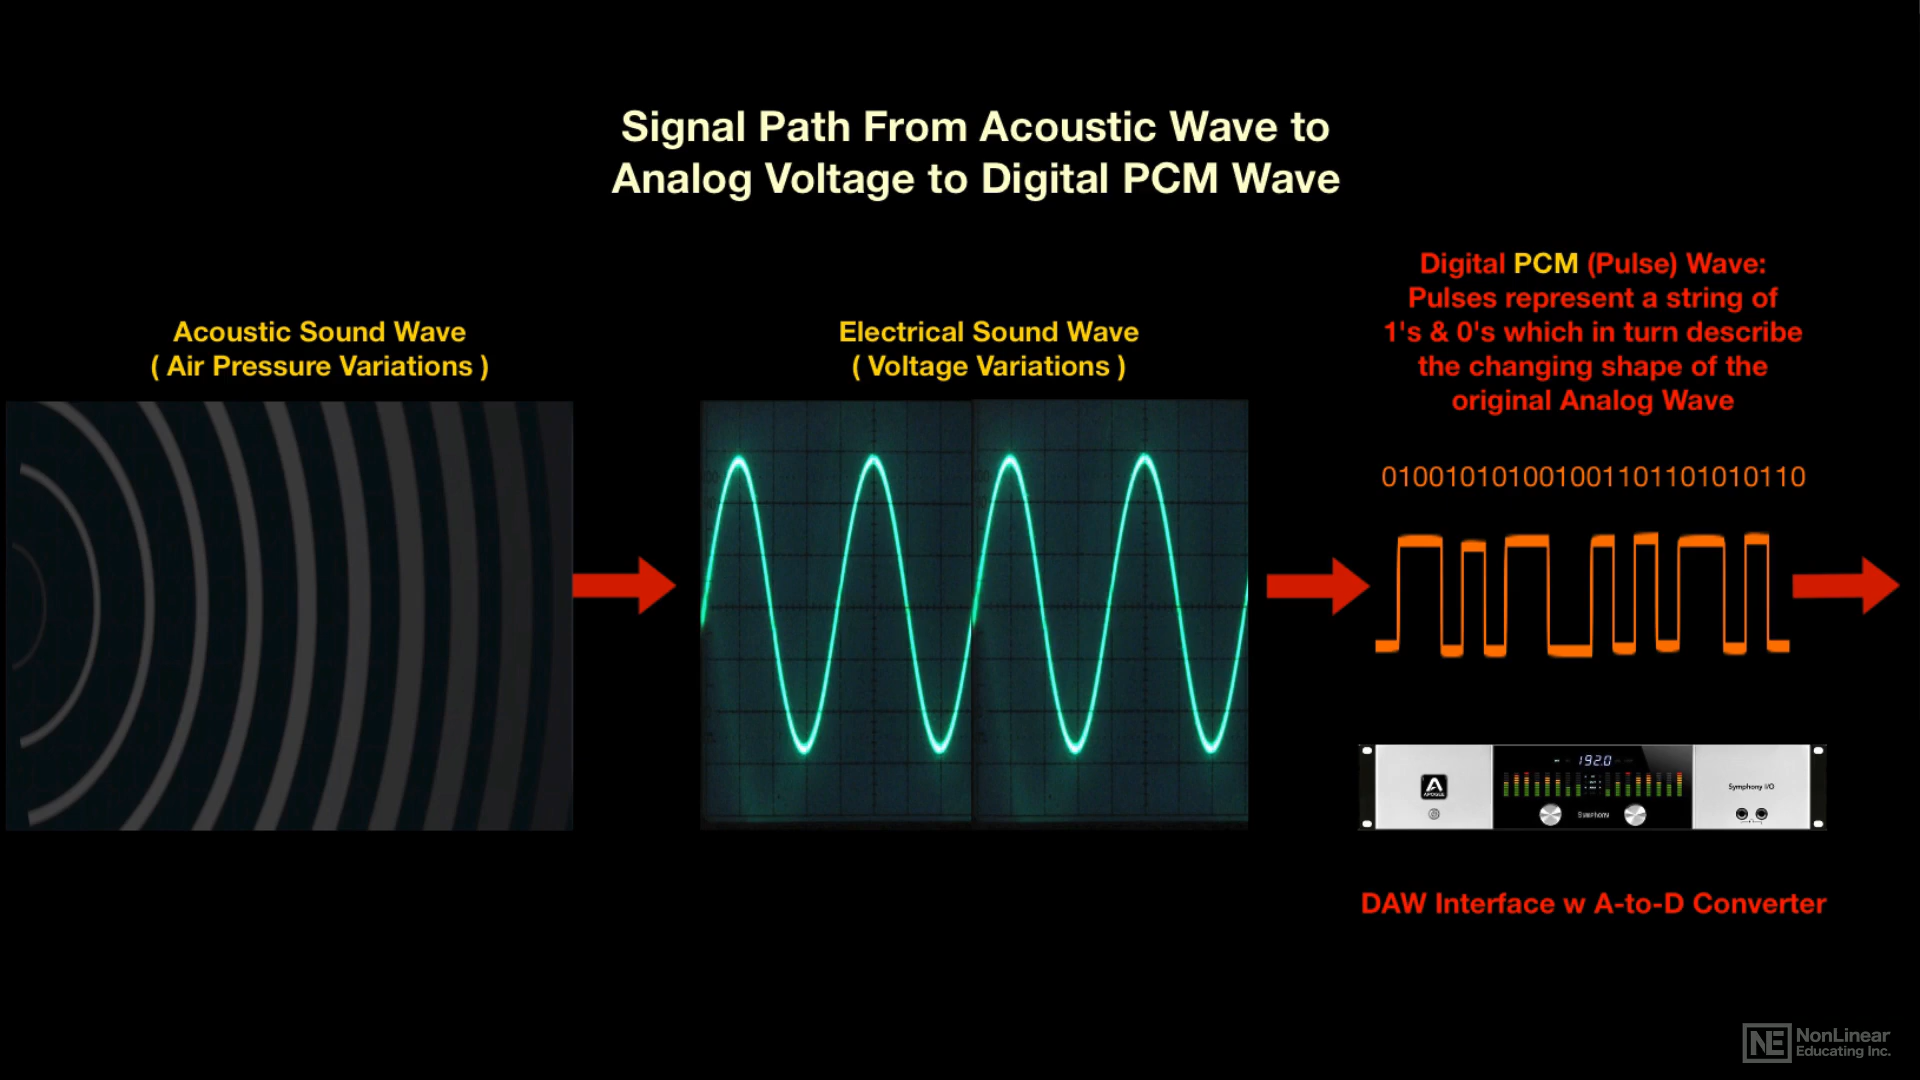 Signal Path From Acoustic Wave to
Analog Voltage to Digital PCM Wave
Acoustic Sound Wave
( Air Pressure Variations )
Electrical Sound Wave
( Voltage Variations )
Digital PCM (Pulse) Wave:
Pulses represent a string of
1's & 0's which in turn describe
the changing shape of the
original Analog Wave
010010101001001101101010110
192.0
APOGEE
Symphony
Symphony I/O
DAW Interface w A-to-D Converter
NE NonLinear
Educating Inc.